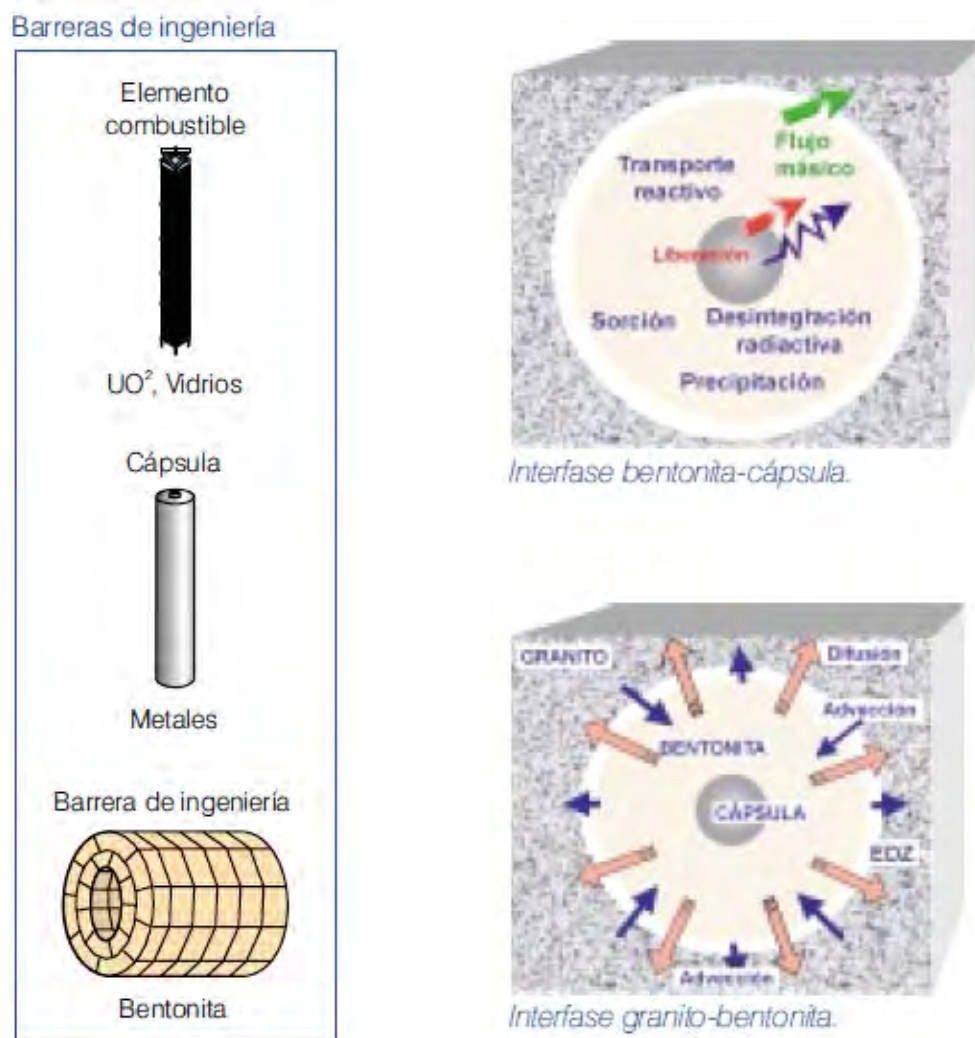 Barreras de ingeniería
Elemento
combustible
UO², Vidrios
Cápsula
Metales
Barrera de ingeniería
Bentonita
Flujo
másico
Transporte
reactivo
Liberación
Sorción
Desintegración
radiactiva
Precipitación
Interfase bentonita-cápsula.
GRANITO
Difusión
Advección
BENTONITA
CÁPSULA
EDZ
Advección
Interfase granito-bentonita.